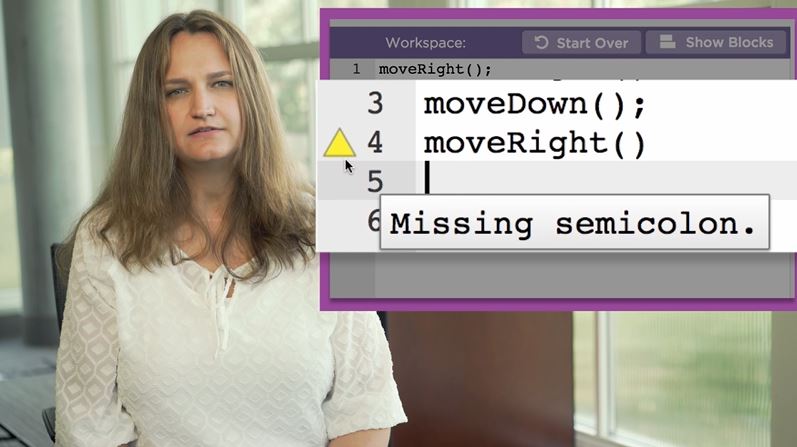 Workspace:
Start Over
Show Blocks
1 moveRight();
3 moveDown();
4 moveRight()
5
6
Missing semicolon.